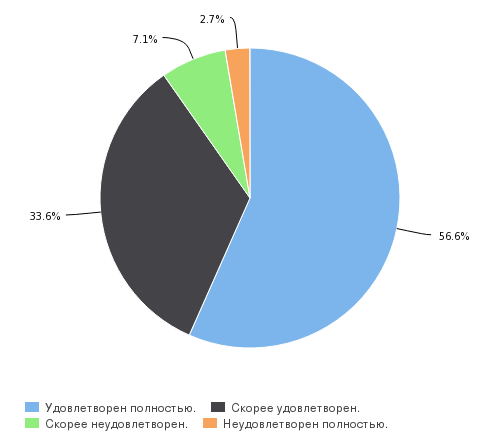 2.7%
7.1%
33.6%
56.6%
Удовлетворен полностью. Скорее удовлетворен.
Скорее неудовлетворен. Неудовлетворен полностью.